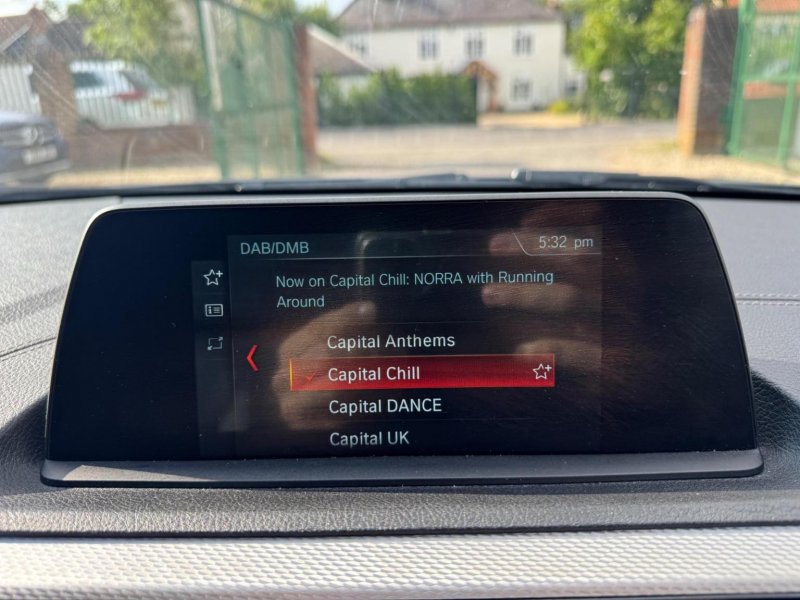 DAB/DMB
5:32 pm
Now on Capital Chill: NORRA with Running
Around
Capital Anthems
Capital Chill
Capital DANCE
Capital UK